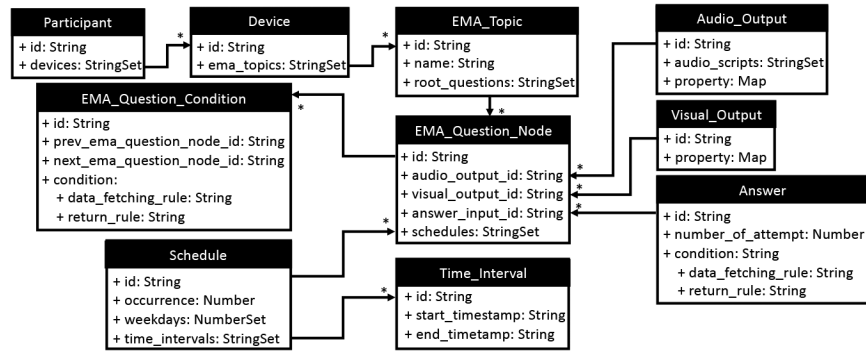 Participant
+ id: String
+ devices: StringSet
*
Device
+ id: String
+ ema_topics: StringSet
*
EMA_Topic
+ id: String
+ name: String
+ root_questions: StringSet
*
Audio_Output
+ id: String
+ audio_scripts: StringSet
+ property: Map
EMA_Question_Condition
+ id: String
+ prev_ema_question_node_id: String
+ next_ema_question_node_id: String
+ condition:
+ data_fetching_rule: String
+ return_rule: String
*
EMA_Question_Node
+ id: String
+ audio_output_id: String
+ visual_output_id: String
+ answer_input_id: String
+ schedules: StringSet
*
*
*
*
Visual_Output
+ id: String
+ property: Map
Answer
+ id: String
+ number_of_attempt: Number
+ condition: String
+ data_fetching_rule: String
+ return_rule: String
Schedule
+ id: String
+ occurrence: Number
+ weekdays: NumberSet
+ time_intervals: StringSet
*
Time_Interval
+ id: String
+ start_timestamp: String
+ end_timetamp: String